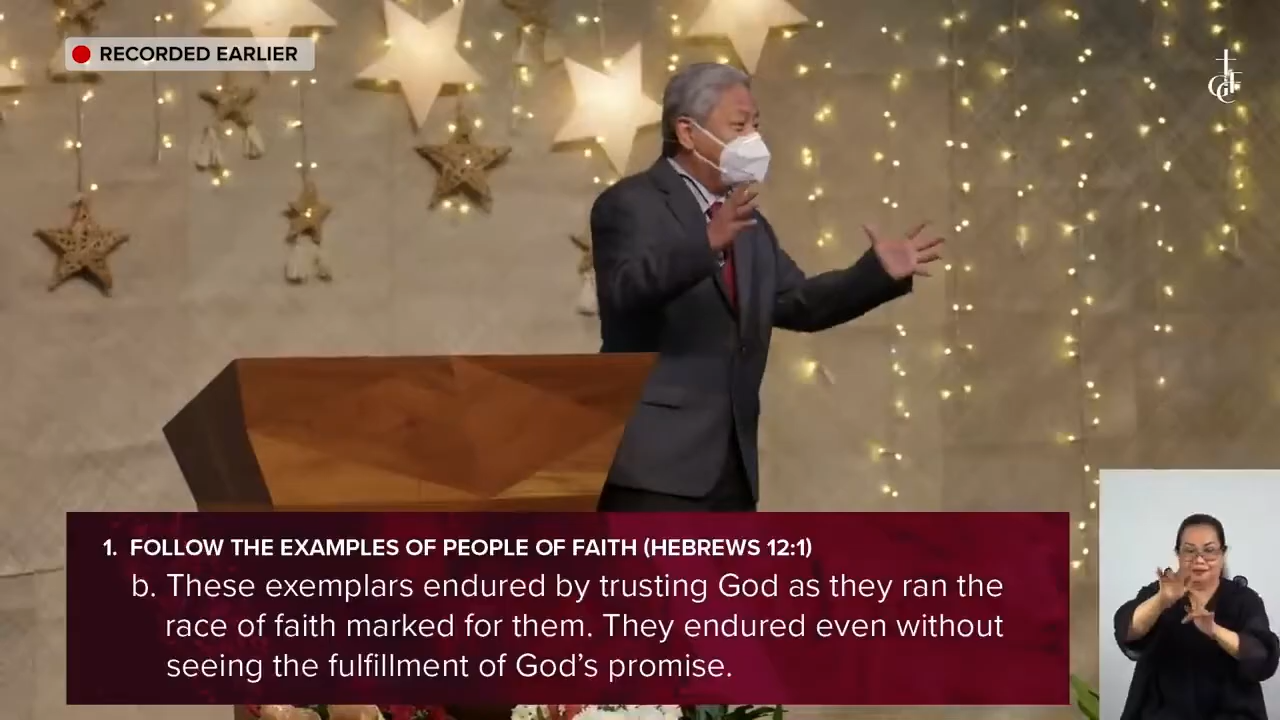 RECORDED EARLIER
1. FOLLOW THE EXAMPLES OF PEOPLE OF FAITH (HEBREWS 12:1)
b. These exemplars endured by trusting God as they ran the
race of faith marked for them. They endured even without
seeing the fulfillment of God's promise.